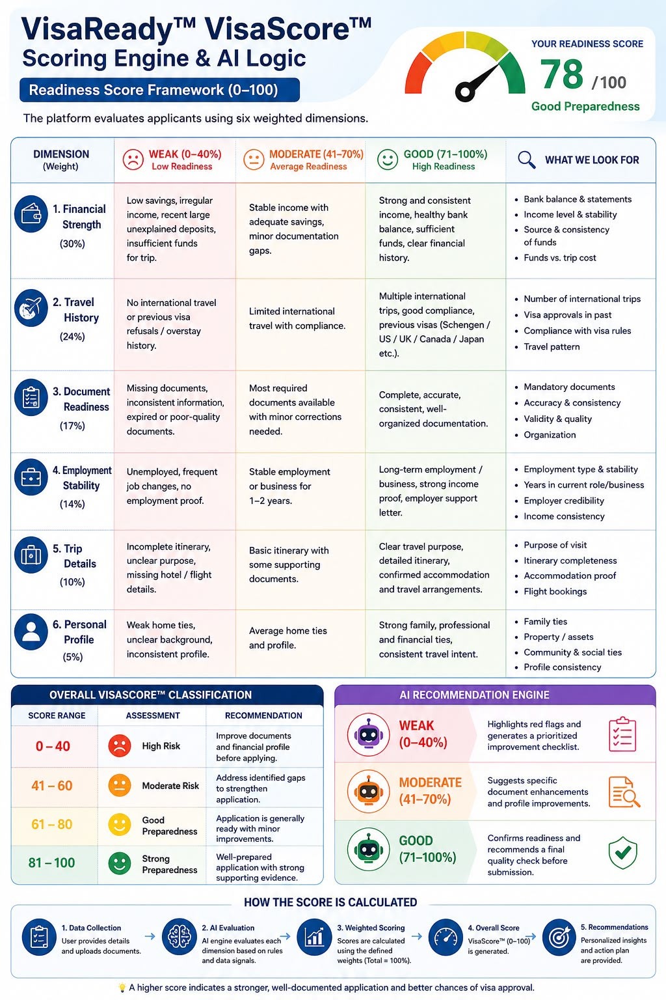 VisaReady™ VisaScore™
Scoring Engine & AI Logic
Readiness Score Framework (0–100)
The platform evaluates applicants using six weighted dimensions.
YOUR READINESS SCORE
78 /100
Good Preparedness
DIMENSION
(Weight)
WEAK (0–40%)
Low Readiness
MODERATE (41–70%)
Average Readiness
GOOD (71–100%)
High Readiness
WHAT WE LOOK FOR
1. Financial
Strength
(30%)
Low savings, irregular
income, recent large
unexplained deposits,
insufficient funds
for trip.
Stable income with
adequate savings,
minor documentation
gaps.
Strong and consistent
income, healthy bank
balance, sufficient
funds, clear financial
history.
• Bank balance & statements
• Income level & stability
• Source & consistency
of funds
• Funds vs. trip cost
2. Travel
History
(24%)
No international travel
or previous visa
refusals / overstay
history.
Limited international
travel with compliance.
Multiple international
trips, good compliance,
previous visas (Schengen /
US / UK / Canada / Japan
etc.).
• Number of international trips
• Visa approvals in past
• Compliance with visa rules
• Travel pattern
3. Document
Readiness
(17%)
Missing documents,
inconsistent information,
expired or poor-quality
documents.
Most required
documents available
with minor corrections
needed.
Complete, accurate,
consistent, well-
organized documentation.
• Mandatory documents
• Accuracy & consistency
• Validity & quality
• Organization
4. Employment
Stability
(14%)
Unemployed, frequent
job changes, no
employment proof.
Stable employment
or business for
1–2 years.
Long-term employment /
business, strong income
proof, employer support
letter.
• Employment type & stability
• Years in current role/business
• Employer credibility
• Income consistency
5. Trip
Details
(10%)
Incomplete itinerary,
unclear purpose,
missing hotel / flight
details.
Basic itinerary with
some supporting
documents.
Clear travel purpose,
detailed itinerary,
confirmed accommodation
and travel arrangements.
• Purpose of visit
• Itinerary completeness
• Accommodation proof
• Flight bookings
6. Personal
Profile
(5%)
Weak home ties,
unclear background,
inconsistent profile.
Average home ties
and profile.
Strong family, professional
and financial ties,
consistent travel intent.
• Family ties
• Property / assets
• Community & social ties
• Profile consistency
OVERALL VISASCORE™ CLASSIFICATION
SCORE RANGE
ASSESSMENT
RECOMMENDATION
0 – 40
High Risk
Improve documents
and financial profile
before applying.
41 – 60
Moderate Risk
Address identified gaps
to strengthen
application.
61 – 80
Good
Preparedness
Application is generally
ready with minor
improvements.
81 – 100
Strong
Preparedness
Well-prepared
application with strong
supporting evidence.
AI RECOMMENDATION ENGINE
WEAK
(0–40%)
Highlights red flags and
generates a prioritized
improvement checklist.
MODERATE
(41–70%)
Suggests specific
document enhancements
and profile improvements.
GOOD
(71–100%)
Confirms readiness and
recommends a final
quality check before
submission.
HOW THE SCORE IS CALCULATED
1. Data Collection
User provides details
and uploads documents.
2. AI Evaluation
AI engine evaluates each
dimension based on rules
and data signals.
3. Weighted Scoring
Scores are calculated
using the defined
weights (Total = 100%).
4. Overall Score
VisaScore™ (0–100)
is generated.
5. Recommendations
Personalized insights
and action plan
are provided.
A higher score indicates a stronger, well-documented application and better chances of visa approval.